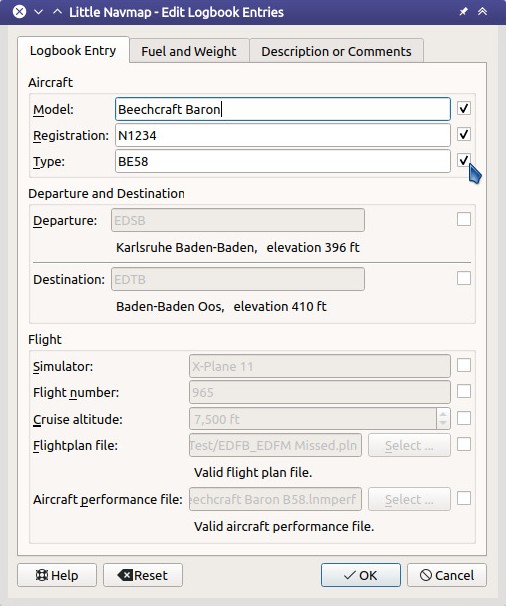 Little Navmap - Edit Logbook Entries
Logbook Entry Fuel and Weight Description or Comments
Aircraft
Model: Beechcraft Baron
Registration: N1234
Type: BE58
Departure and Destination
Departure: EDSB
Karlsruhe Baden-Baden, elevation 396 ft
Destination: EDTB
Baden-Baden Oos, elevation 410 ft
Flight
Simulator: X-Plane 11
Flight number: 965
Cruise altitude: 7,500 ft
Flightplan file: Test/EDFB_EDFM Missed.pln Select ...
Valid flight plan file.
Aircraft performance file: eechcraft Baron B58.lnmperf Select ...
Valid aircraft performance file.
Help Reset OK Cancel